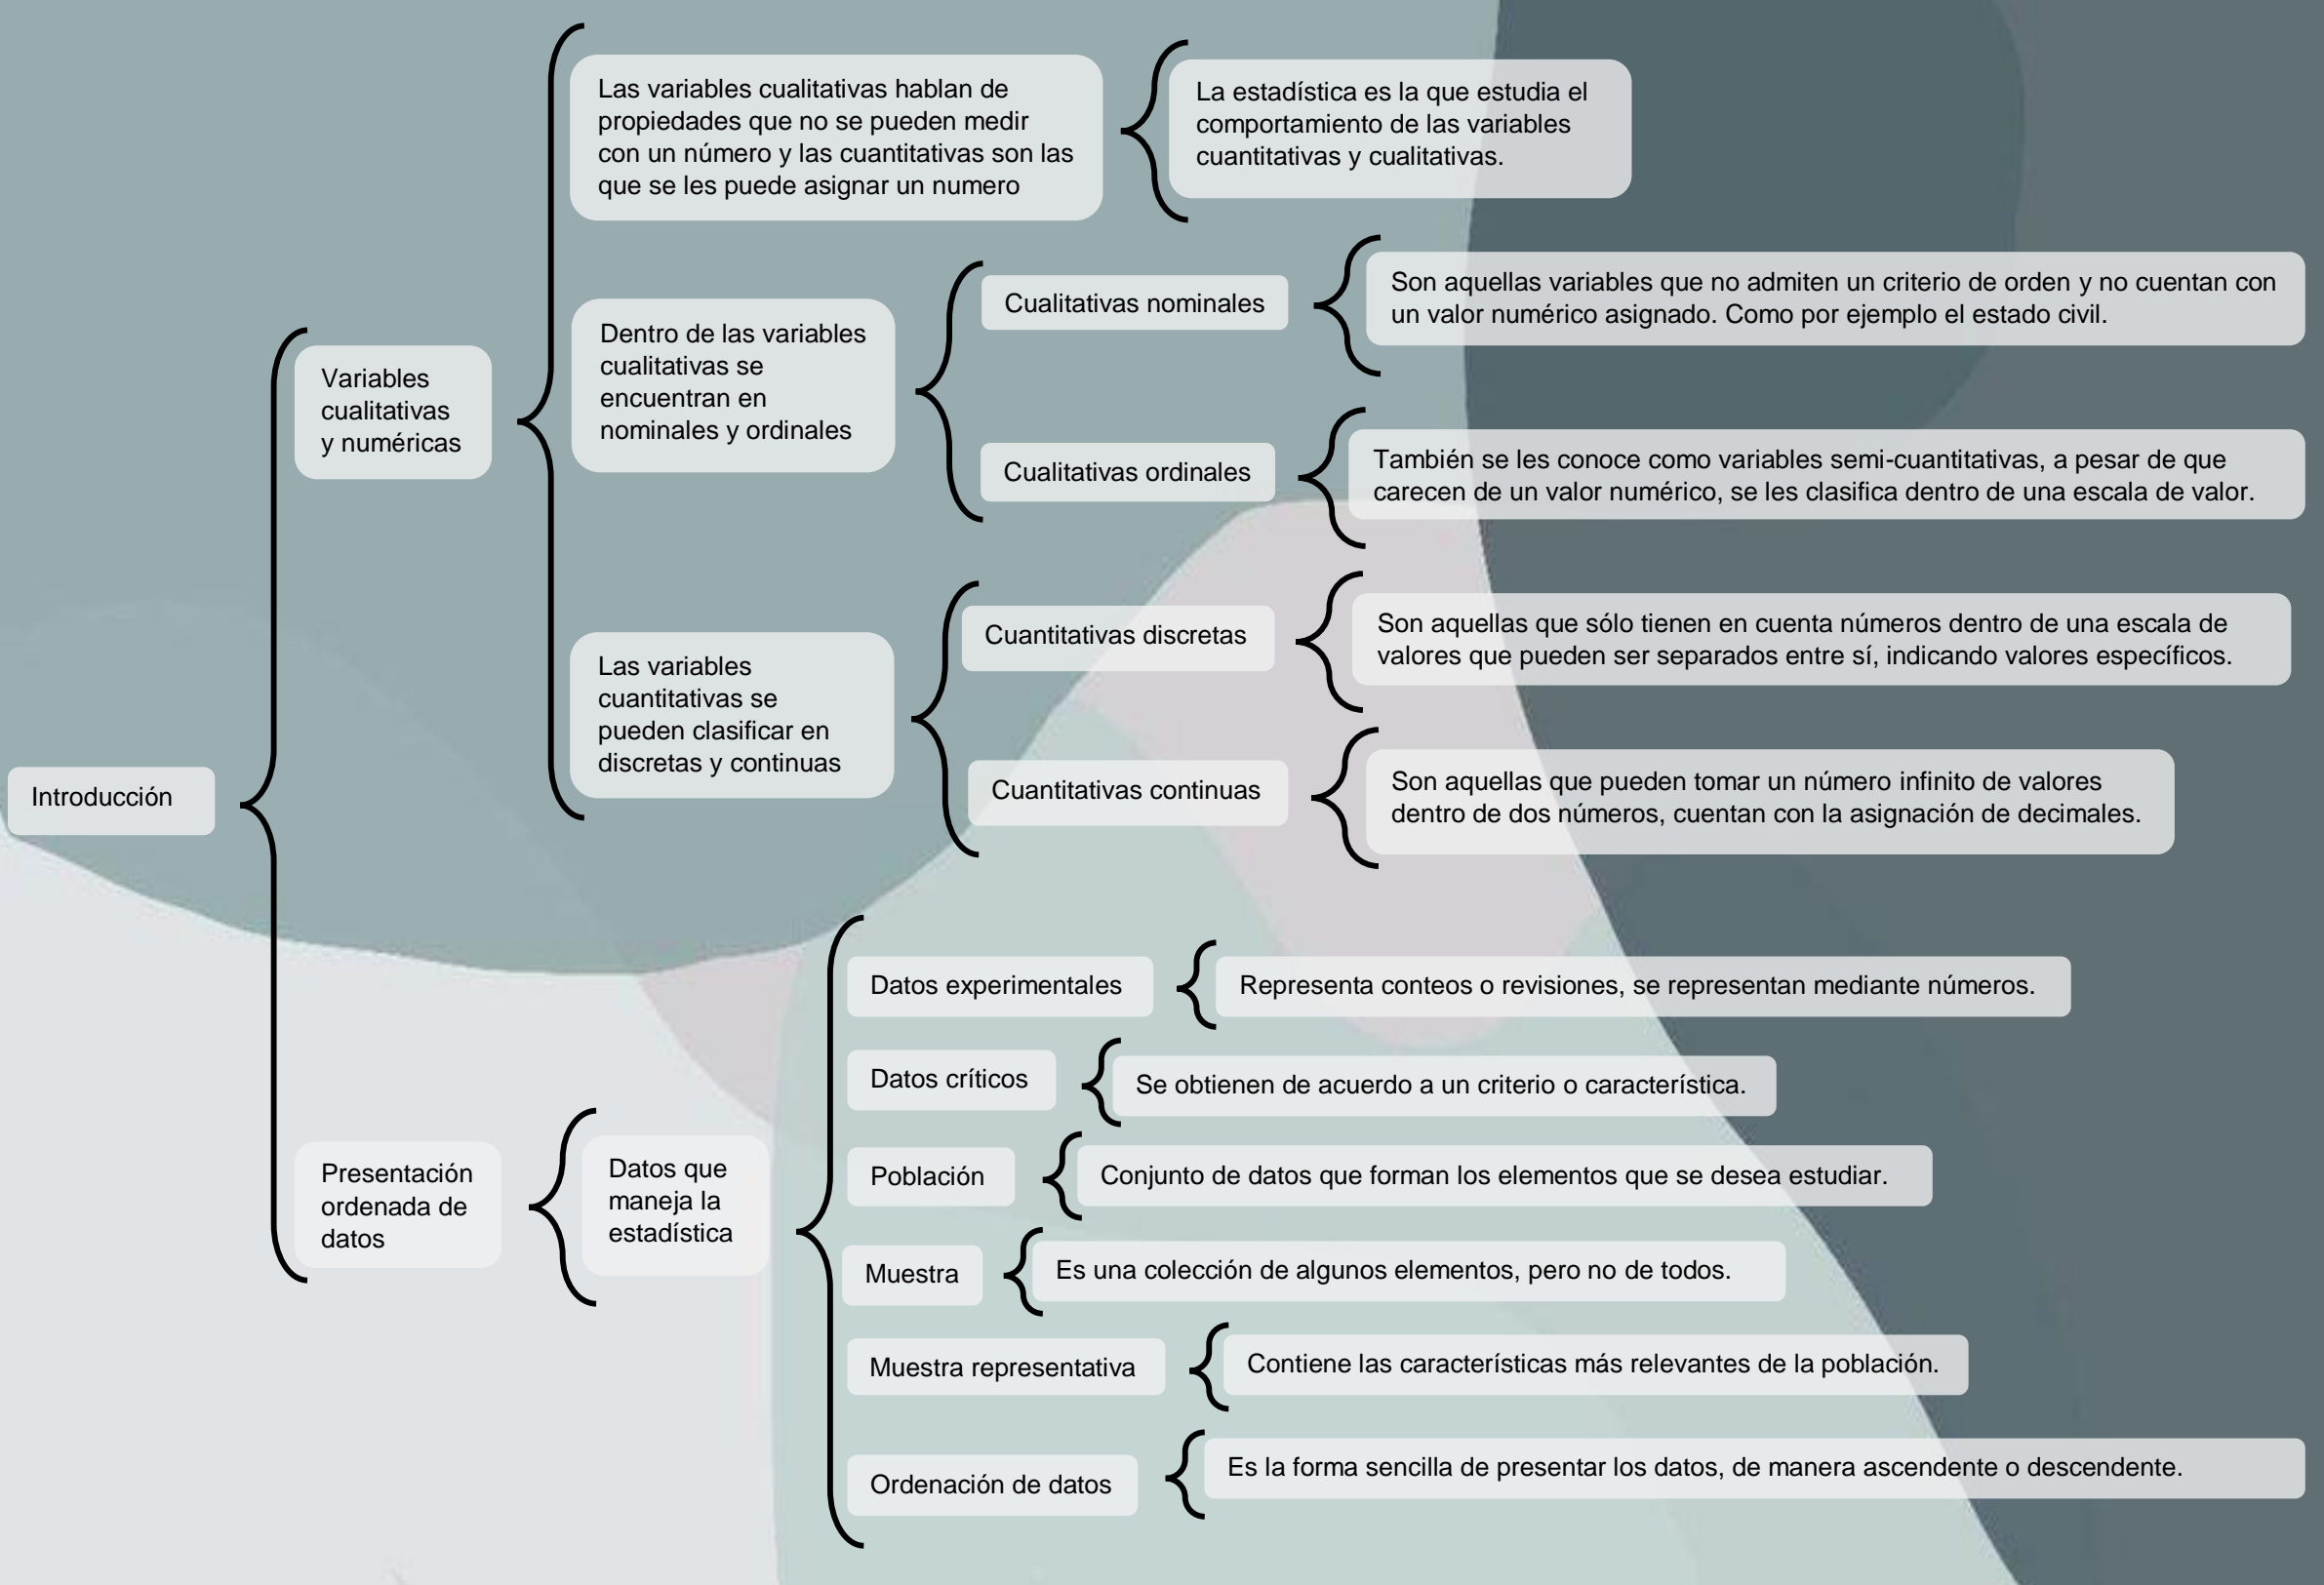 Introducción
Variables
cualitativas
y numéricas
Las variables cualitativas hablan de
propiedades que no se pueden medir
con un número y las cuantitativas son las
que se les puede asignar un numero
La estadística es la que estudia el
comportamiento de las variables
cuantitativas y cualitativas.
Dentro de las variables
cualitativas se
encuentran en
nominales y ordinales
Cualitativas nominales
Son aquellas variables que no admiten un criterio de orden y no cuentan con
un valor numérico asignado. Como por ejemplo el estado civil.
Cualitativas ordinales
También se les conoce como variables semi-cuantitativas, a pesar de que
carecen de un valor numérico, se les clasifica dentro de una escala de valor.
Las variables
cuantitativas se
pueden clasificar en
discretas y continuas
Cuantitativas discretas
Son aquellas que sólo tienen en cuenta números dentro de una escala de
valores que pueden ser separados entre sí, indicando valores específicos.
Cuantitativas continuas
Son aquellas que pueden tomar un número infinito de valores
dentro de dos números, cuentan con la asignación de decimales.
Presentación
ordenada de
datos
Datos que
maneja la
estadística
Datos experimentales
Representa conteos o revisiones, se representan mediante números.
Datos críticos
Se obtienen de acuerdo a un criterio o característica.
Población
Conjunto de datos que forman los elementos que se desea estudiar.
Muestra
Es una colección de algunos elementos, pero no de todos.
Muestra representativa
Contiene las características más relevantes de la población.
Ordenación de datos
Es la forma sencilla de presentar los datos, de manera ascendente o descendente.